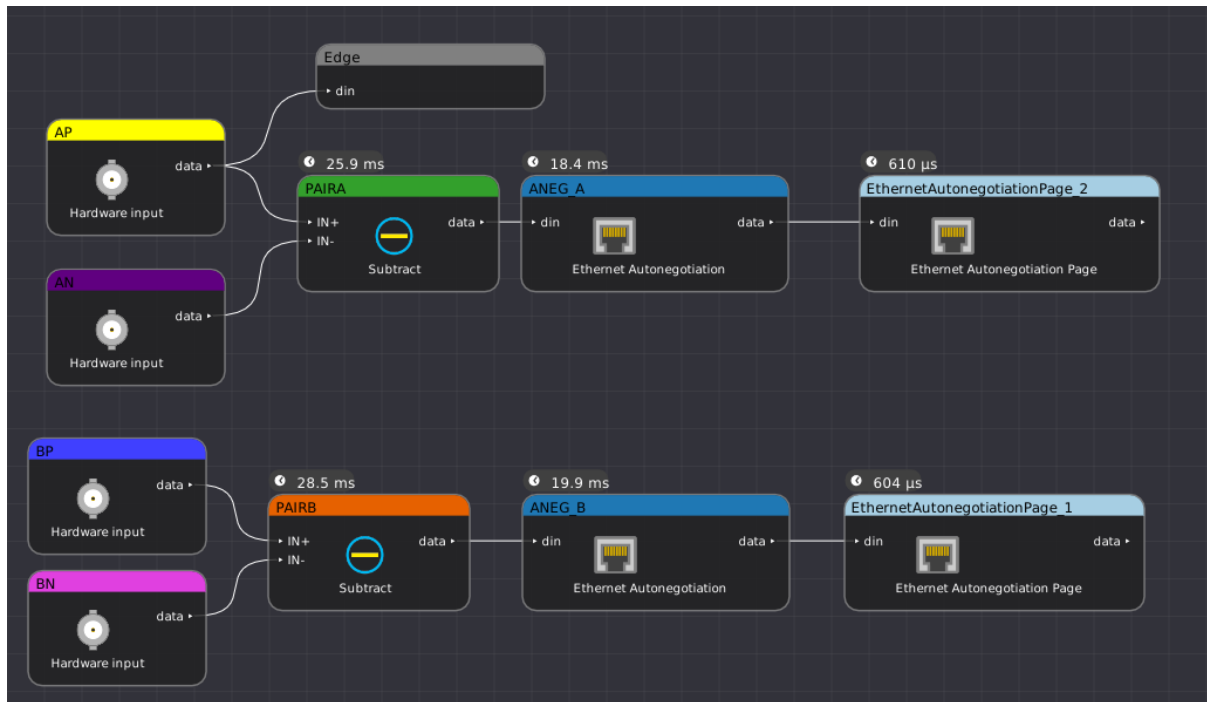 Edge
din
AP
data
Hardware input
25.9 ms
PAIRA
IN+
IN-
data
Subtract
18.4 ms
ANEG_A
din
data
Ethernet Autonegotiation
610 µs
EthernetAutonegotiationPage_2
din
data
Ethernet Autonegotiation Page
AN
data
Hardware input
BP
data
Hardware input
28.5 ms
PAIRB
IN+
IN-
data
Subtract
19.9 ms
ANEG_B
din
data
Ethernet Autonegotiation
604 µs
EthernetAutonegotiationPage_1
din
data
Ethernet Autonegotiation Page
BN
data
Hardware input